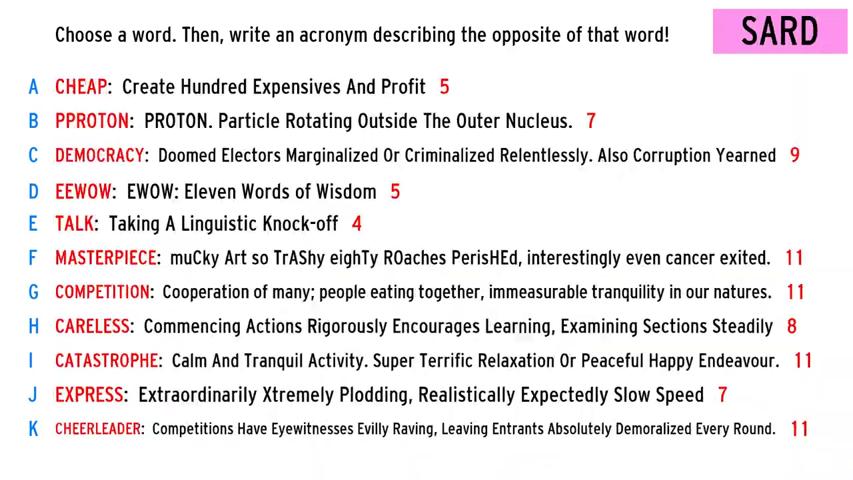 Choose a word. Then, write an acronym describing the opposite of that word!
SARD
A CHEAP: Create Hundred Expensives And Profit 5
B PPROTON: PROTON. Particle Rotating Outside The Outer Nucleus. 7
C DEMOCRACY: Doomed Electors Marginalized Or Criminalized Relentlessly. Also Corruption Yearned 9
D EEWOW: EWOW: Eleven Words of Wisdom 5
E TALK: Taking A Linguistic Knock-off 4
F MASTERPIECE: muCky Art so TrAShy eighTy ROaches PerisHEd, interestingly even cancer exited. 11
G COMPETITION: Cooperation of many; people eating together, immeasurable tranquility in our natures. 11
H CARELESS: Commencing Actions Rigorously Encourages Learning, Examining Sections Steadily 8
I CATASTROPHE: Calm And Tranquil Activity. Super Terrific Relaxation Or Peaceful Happy Endeavour. 11
J EXPRESS: Extraordinarily Xtremely Plodding, Realistically Expectedly Slow Speed 7
K CHEERLEADER: Competitions Have Eyewitnesses Evilly Raving, Leaving Entrants Absolutely Demoralized Every Round. 11